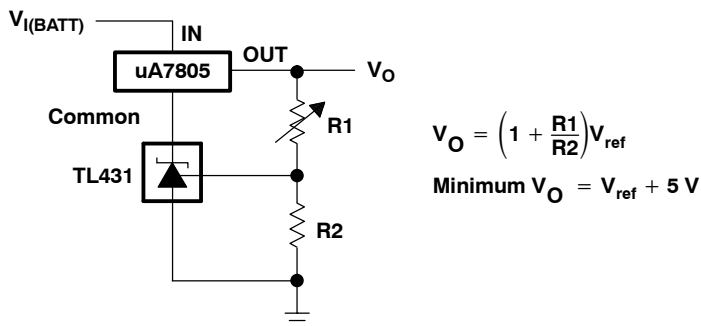 V_I(BATT)
IN
OUT
uA7805
V_O
Common
R1
TL431
R2
V_O = (1 + R1/R2)V_ref
Minimum V_O = V_ref + 5 V